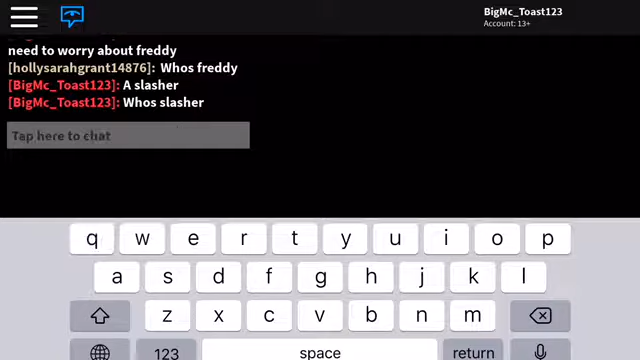 BigMc_Toast123
Account: 13+
need to worry about freddy
[hollysarahgrant14876]: Whos freddy
[BigMc_Toast123]: A slasher
[BigMc_Toast123]: Whos slasher
Tap here to chat
q w e r t y u i o p
a s d f g h j k l
z x c v b n m
123 space return